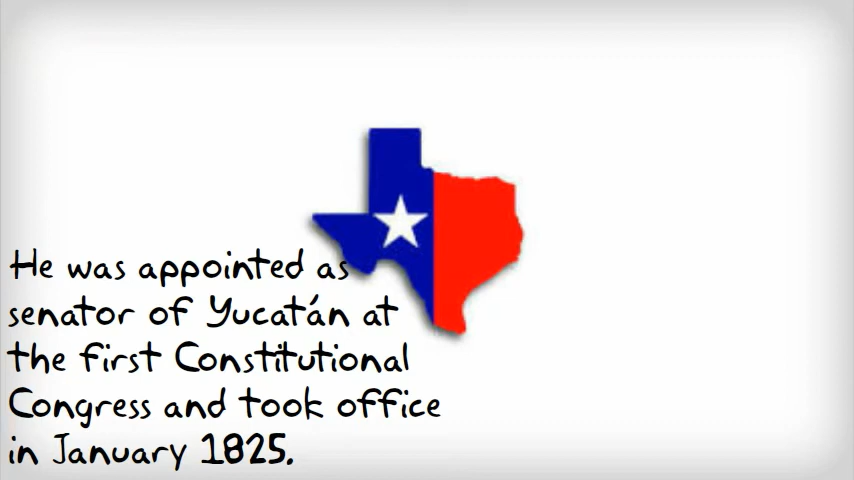 He was appointed as
senator of Yucatán at
the first Constitutional
Congress and took office
in January 1825.